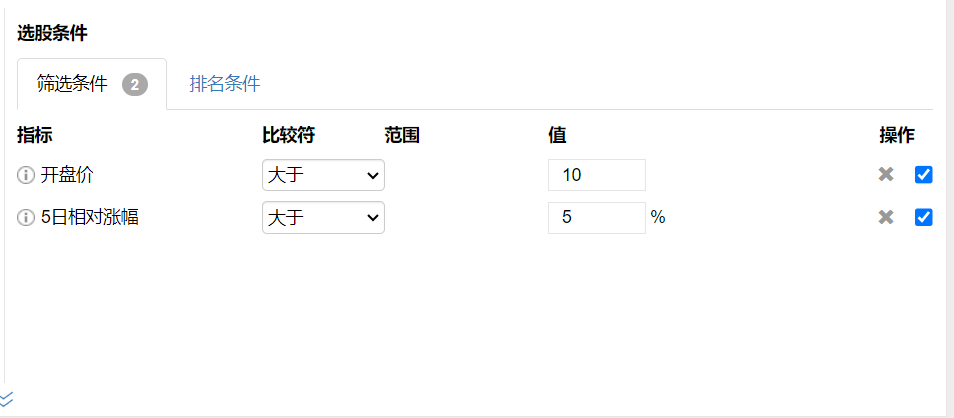 选股条件
筛选条件 2 排名条件
指标 比较符 范围 值 操作
开盘价 大于 10
5日相对涨幅 大于 5 %